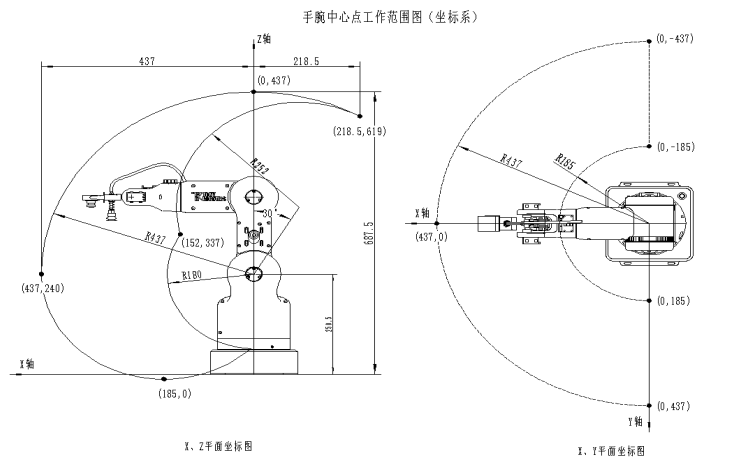 手腕中心点工作范围图(坐标系)
Z轴
437
218.5
(0,437)
(218.5,619)
R252
30°
(152,337)
R437
R180
687.5
(437,240)
250.5
X轴
(185,0)
X、Z平面坐标图
(0,-437)
(0,-185)
R437
R185
X轴
(437,0)
(0,185)
(0,437)
Y轴
X、Y平面坐标图